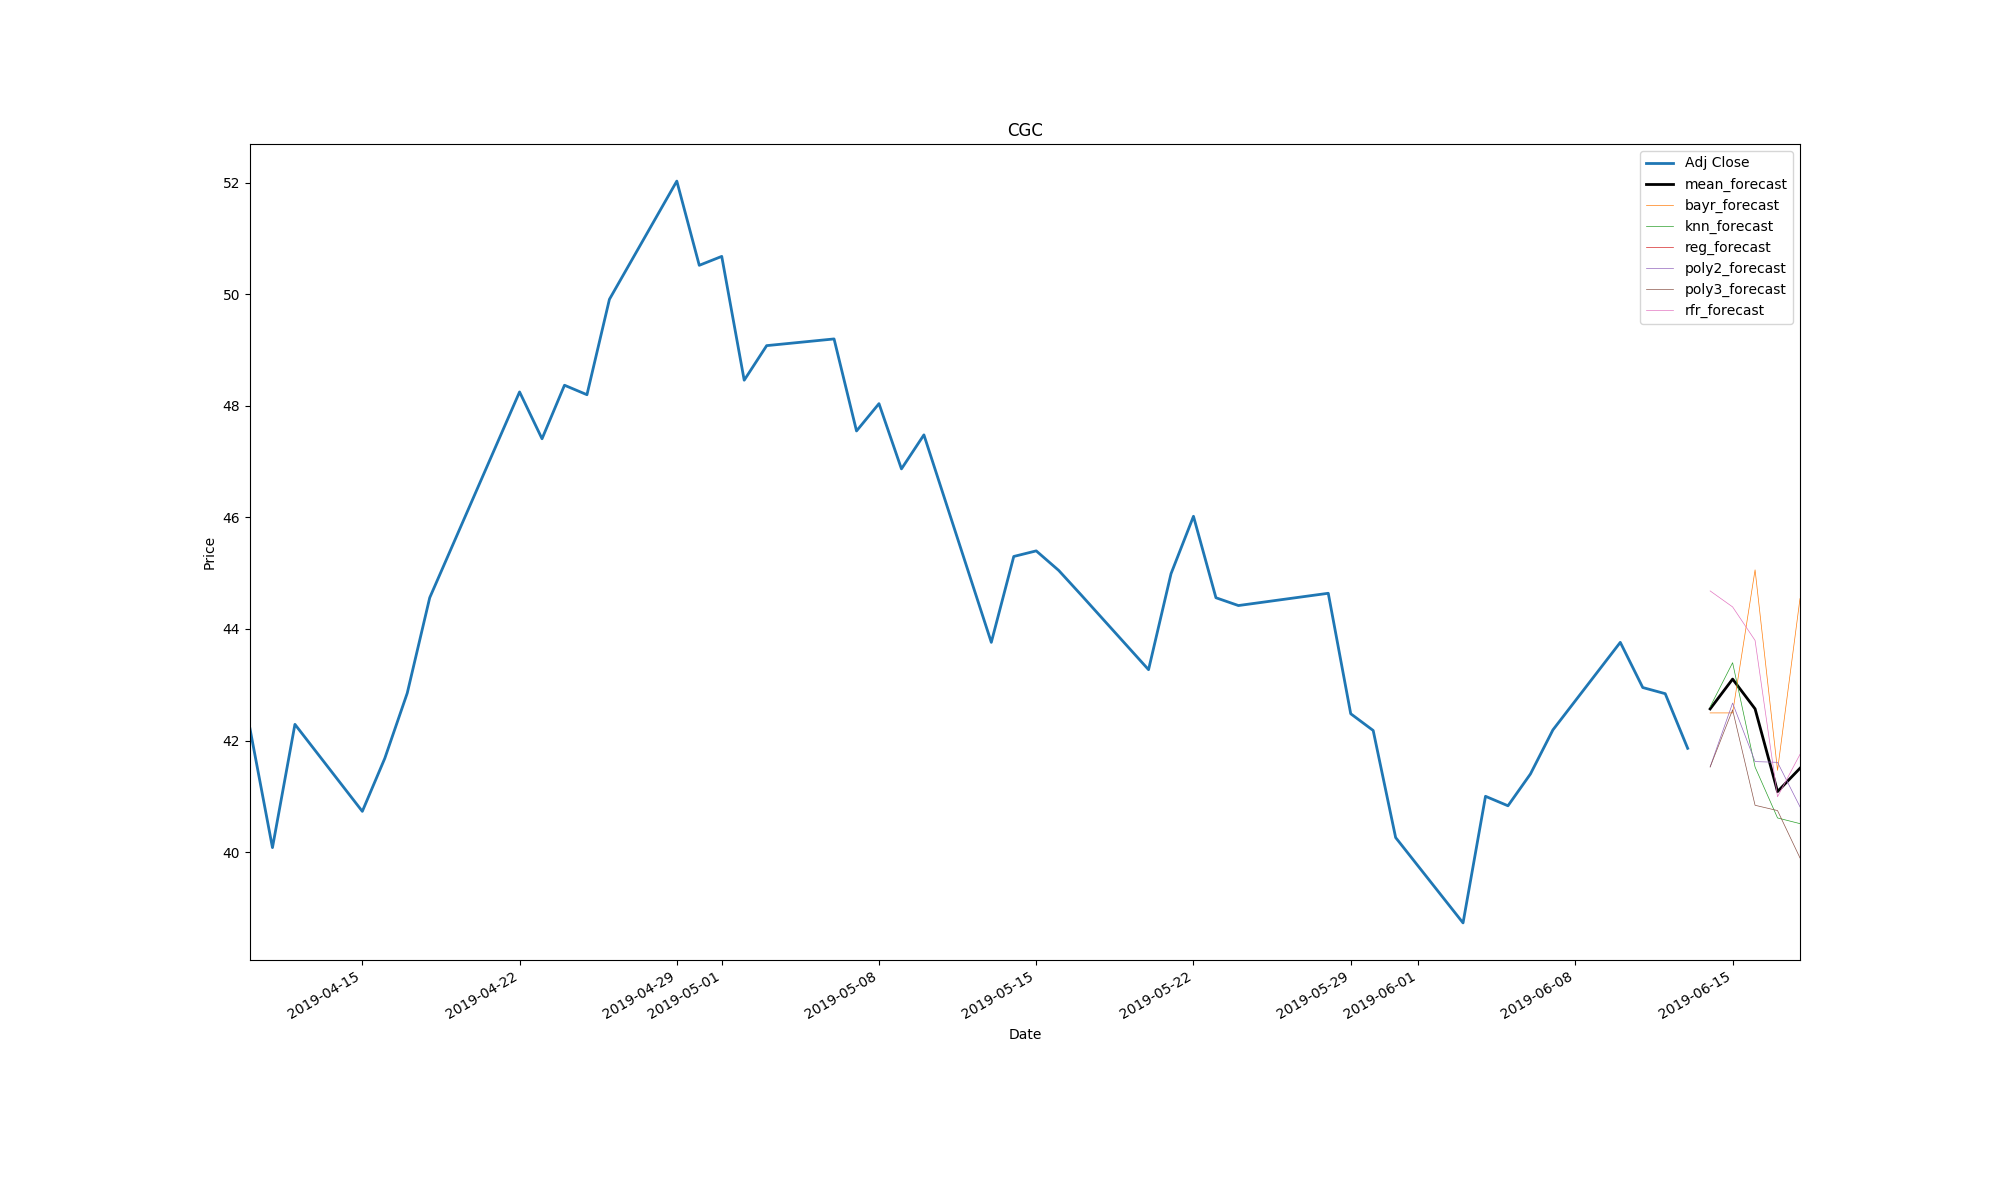 CGC
Adj Close
mean_forecast
bayr_forecast
knn_forecast
reg_forecast
poly2_forecast
poly3_forecast
rfr_forecast
52
50
48
46
44
42
40
Price
2019-04-15
2019-04-22
2019-04-29
2019-05-01
2019-05-08
2019-05-15
2019-05-22
2019-05-29
2019-06-01
2019-06-08
2019-06-15
Date